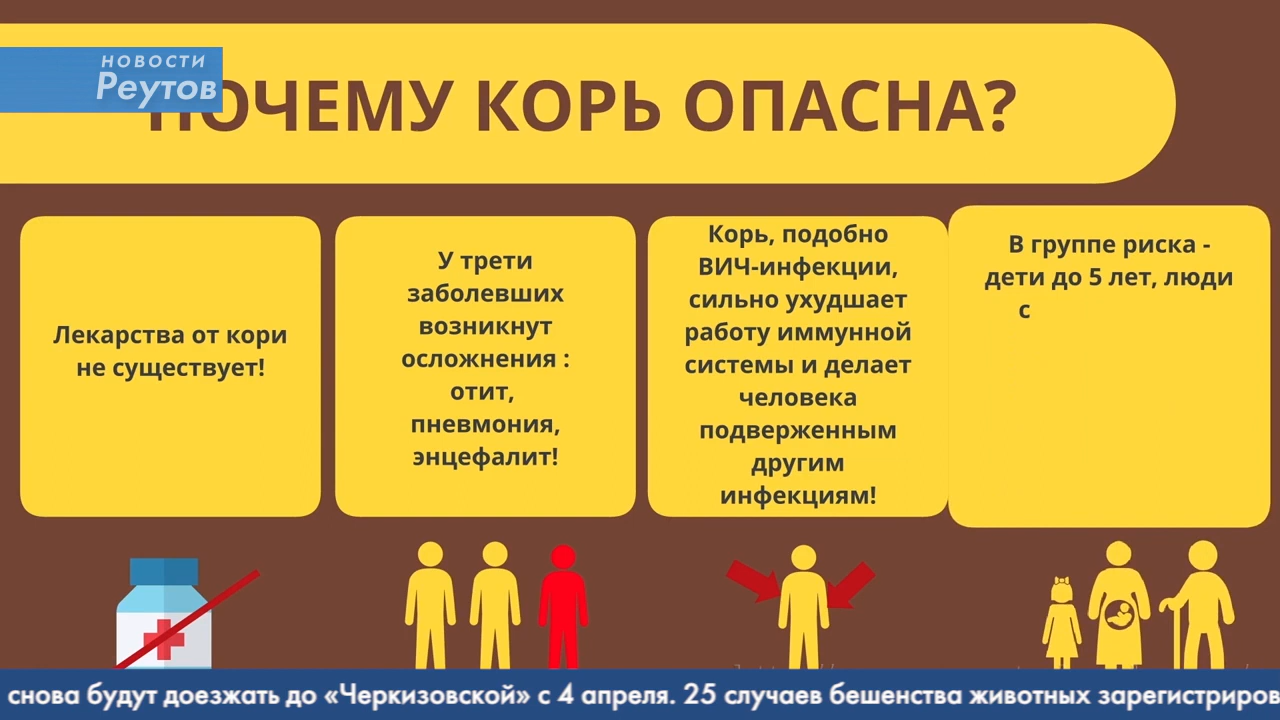 НОВОСТИ
Реутов
ПОЧЕМУ КОРЬ ОПАСНА?
Лекарства от кори
не существует!
У трети
заболевших
возникнут
осложнения :
отит,
пневмония,
энцефалит!
Корь, подобно
ВИЧ-инфекции,
сильно ухудшает
работу иммунной
системы и делает
человека
подверженным
другим
инфекциям!
В группе риска -
дети до 5 лет, люди
с
снова будут доезжать до «Черкизовской» с 4 апреля. 25 случаев бешенства животных зарегистриров